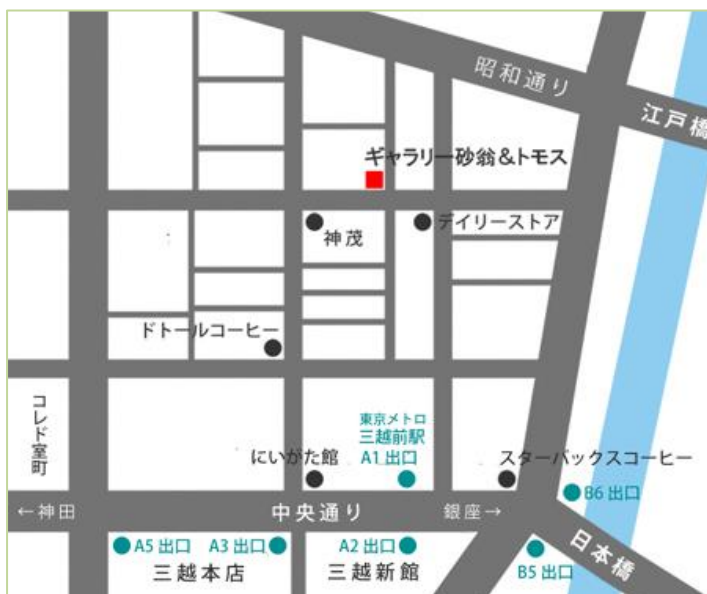 昭和通り
江戸橋
ギャラリー砂翁&トモス
神茂
デイリーストア
ドトールコーヒー
コレド室町
東京メトロ
三越前駅
A1 出口
にいがた館
スターバックスコーヒー
B6 出口
←神田
中央通り
銀座→
A5 出口
A3 出口
A2 出口
三越本店
三越新館
B5 出口
日本橋